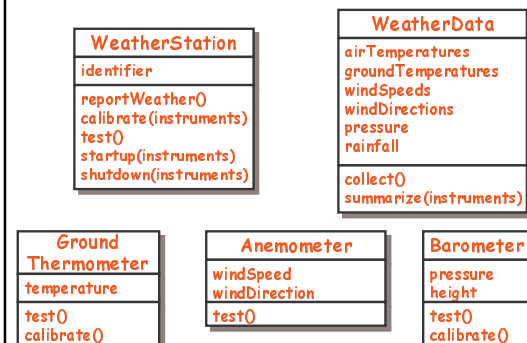 WeatherStation
identifier
reportWeather()
calibrate(instruments)
test()
startup(instruments)
shutdown(instruments)
WeatherData
airTemperatures
groundTemperatures
windSpeeds
windDirections
pressure
rainfall
collect()
summarize(instruments)
Ground
Thermometer
temperature
test()
calibrate()
Anemometer
windSpeed
windDirection
test()
Barometer
pressure
height
test()
calibrate()